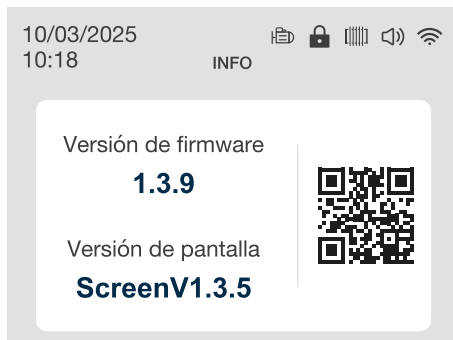 10/03/2025
10:18
INFO
Versión de firmware
1.3.9
Versión de pantalla
ScreenV1.3.5